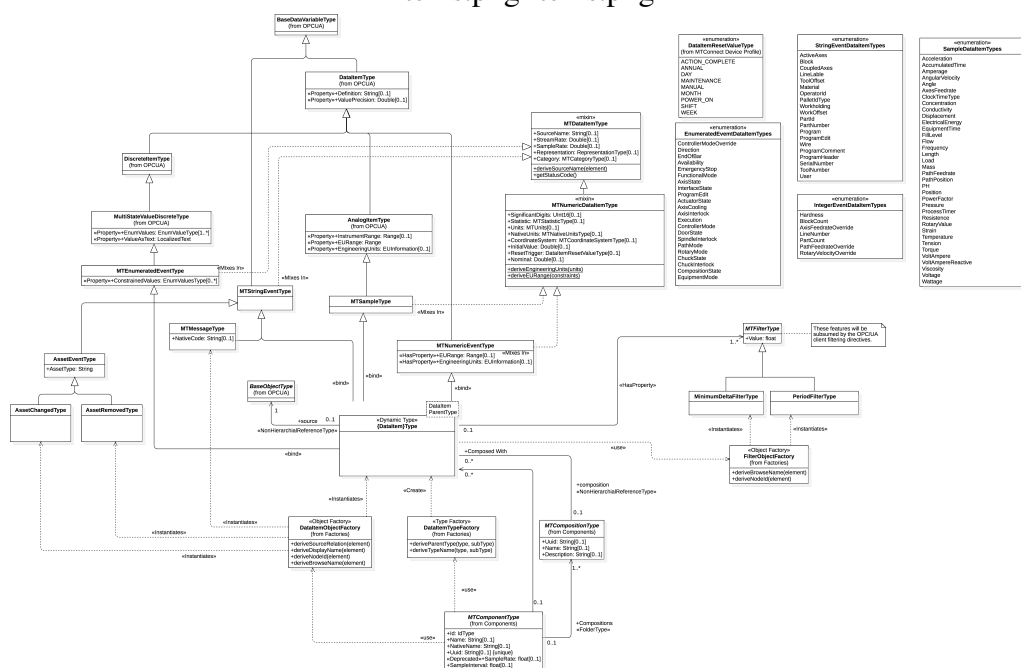 BaseDataVariableType
(from OPCUA)
DataItemType
(from OPCUA)
«Property»+Definition: String[0..1]
«Property»+ValuePrecision: Double[0..1]
«mixin»
MTDataItemType
+SourceName: String[0..1]
+StreamRate: Double[0..1]
+SampleRate: Double[0..1]
+Representation: RepresentationType[0..1]
+Category: MTCategoryType[0..1]
+deriveSourceName(element)
+getStatusCode()
DiscreteItemType
(from OPCUA)
«mixin»
MTNumericDataItemType
+SignificantDigits: UInt16[0..1]
+Statistic: MTStatisticType[0..1]
+Units: MTUnits[0..1]
+NativeUnits: MTNativeUnitsType[0..1]
+CoordinateSystem: MTCoordinateSystemType[0..1]
+InitialValue: Double[0..1]
+ResetTrigger: DataItemResetValueType[0..1]
+Nominal: Double[0..1]
+deriveEngineeringUnits(units)
+deriveEURange(constraints)
MultiStateValueDiscreteType
(from OPCUA)
«Property»+EnumValues: EnumValueType[1..*]
«Property»+ValueAsText: LocalizedText
AnalogItemType
(from OPCUA)
«Property»+InstrumentRange: Range[0..1]
«Property»+EURange: Range
«Property»+EngineeringUnits: EUInformation[0..1]
MTEnumeratedEventType
«Property»+ConstrainedValues: EnumValuesType[0..*]
«Mixes In»
«Mixes In»
MTStringEventType
MTSampleType
«Mixes In»
MTMessageType
+NativeCode: String[0..1]
AssetEventType
+AssetType: String
MTNumericEventType
«HasProperty»+EURange: Range[0..1]
«HasProperty»+EngineeringUnits: EUInformation[0..1]
«Mixes In»
«bind»
«bind»
«bind»
AssetChangedType
AssetRemovedType
BaseObjectType
(from OPCUA)
1
+source
0..1
«NonHierarchialReferenceType»
«bind»
DataItem
ParentType
«Dynamic Type»
{DataItem}Type
0..1
+Composed With
0..*
0..*
«HasProperty»
1..*
MTFilterType
+Value: float
These features will be
subsumed by the OPC/UA
client filtering directives.
MinimumDeltaFilterType
PeriodFilterType
«Instantiates»
«Instantiates»
«use»
«Object Factory»
FilterObjectFactory
(from Factories)
+deriveBrowseName(element)
+deriveNodeId(element)
+composition
«NonHierarchialReferenceType»
0..1
MTCompositionType
(from Components)
+Uuid: String[0..1]
+Name: String[0..1]
+Description: String[0..1]
1..*
«Instantiates»
«Create»
«Instantiates»
«Instantiates»
«Object Factory»
DataItemObjectFactory
(from Factories)
+deriveSourceRelation(element)
+deriveDisplayName(element)
+deriveNodeId(element)
+deriveBrowseName(element)
«Type Factory»
DataItemTypeFactory
(from Factories)
+deriveParentType(type, subType)
+deriveTypeName(type, subType)
«use»
«use»
0..1
+Compositions
«FolderType»
0..1
MTComponentType
(from Components)
+Id: IdType
+Name: String[0..1]
+NativeName: String[0..1]
+Uuid: String[0..1] {unique}
«Deprecated»+SampleRate: float[0..1]
+SampleInterval: float[0..1]
«enumeration»
DataItemResetValueType
(from MTConnect Device Profile)
ACTION_COMPLETE
ANNUAL
DAY
MAINTENANCE
MANUAL
MONTH
POWER_ON
SHIFT
WEEK
«enumeration»
EnumeratedEventDataItemTypes
ControllerModeOverride
Direction
EndOfBar
Availability
EmergencyStop
FunctionalMode
AxisState
InterfaceState
ProgramEdit
ActuatorState
AxisCooling
AxisInterlock
Execution
ControllerMode
DoorState
SpindleInterlock
PathMode
RotaryMode
ChuckState
ChuckInterlock
CompositionState
EquipmentMode
«enumeration»
StringEventDataItemTypes
ActiveAxes
Block
CoupledAxes
LineLable
ToolOffset
Material
OperatorId
PalletIdType
Workholding
WorkOffset
PartId
PartNumber
Program
ProgramEdit
Wire
ProgramComment
ProgramHeader
SerialNumber
ToolNumber
User
«enumeration»
IntegerEventDataItemTypes
Hardness
BlockCount
AxisFeedrateOverride
LineNumber
PartCount
PathFeedrateOverride
RotaryVelocityOverride
«enumeration»
SampleDataItemTypes
Acceleration
AccumulatedTime
Amperage
AngularVelocity
Angle
AxesFeedrate
ClockTimeType
Concentration
Conductivity
Displacement
ElectricalEnergy
EquipmentTime
FillLevel
Flow
Frequency
Length
Load
Mass
PathFeedrate
PathPosition
PH
Position
PowerFactor
Pressure
ProcessTimer
Resistence
RotaryValue
Strain
Temperature
Tension
Torque
VoltAmpere
VoltAmpereReactive
Viscosity
Voltage
Wattage